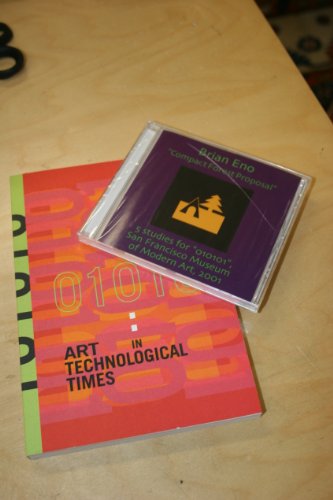 Brian Eno
"Compact Forest Proposal"
5 studies for "010101",
San Francisco Museum
of Modern Art, 2001
ART IN
TECHNOLOGICAL
TIMES